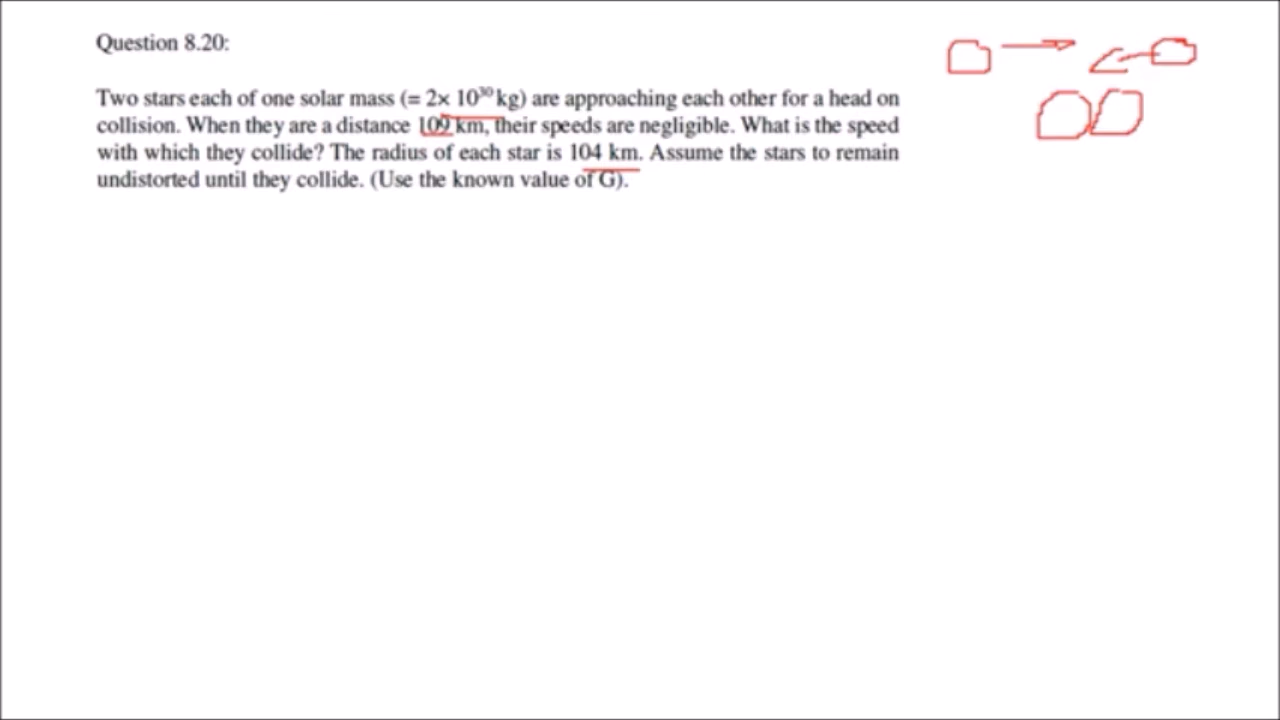 Question 8.20:
Two stars each of one solar mass (= 2× 10³⁰ kg) are approaching each other for a head on
collision. When they are a distance 109 km, their speeds are negligible. What is the speed
with which they collide? The radius of each star is 104 km. Assume the stars to remain
undistorted until they collide. (Use the known value of G).